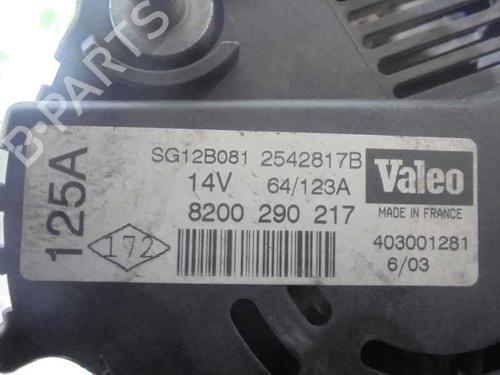 125A
SG12B081 2542817B
14V 64/123A
8200 290 217
172
Valeo
MADE IN FRANCE
403001281
6/03
B-PARTS